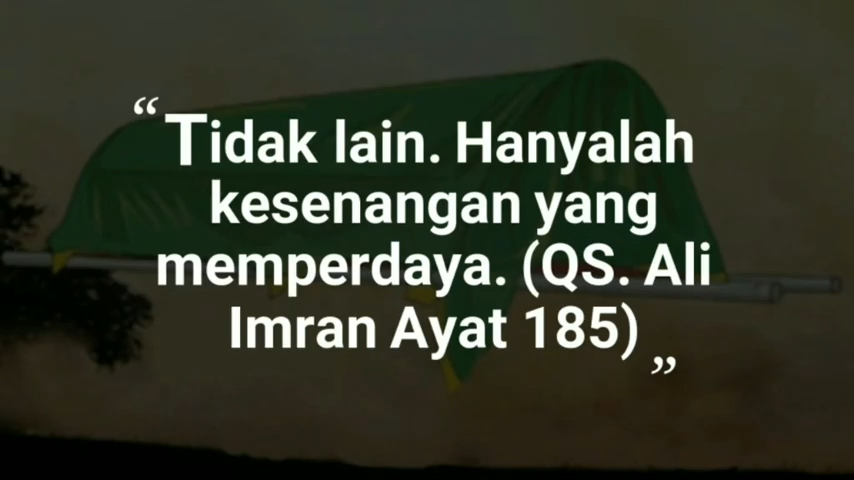 “Tidak lain. Hanyalah
kesenangan yang
memperdaya. (QS. Ali
Imran Ayat 185)„